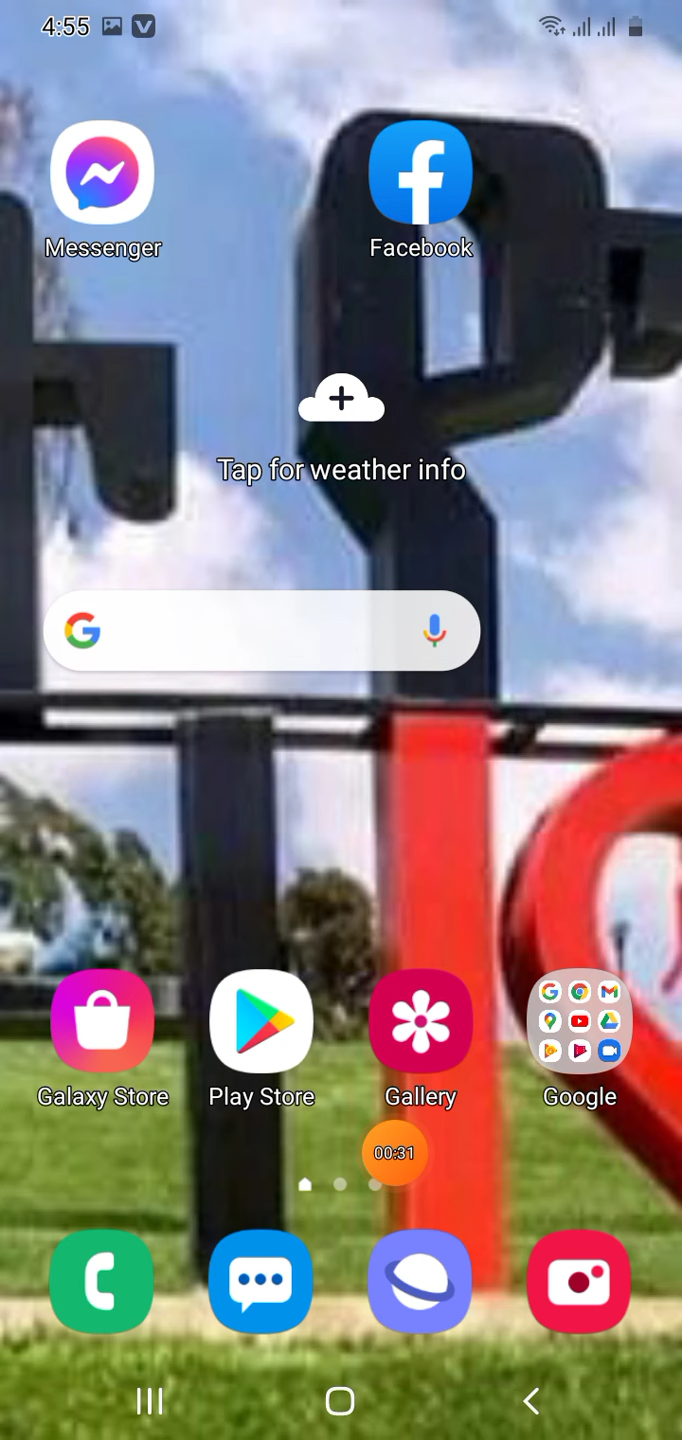 4:55
Messenger
Facebook
Tap for weather info
Galaxy Store
Play Store
Gallery
Google
00:31